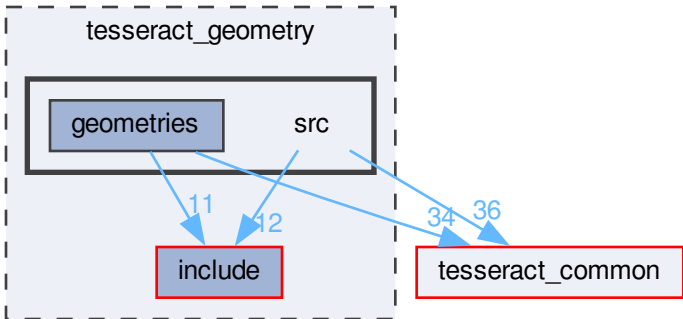 tesseract_geometry
geometries
src
11
12
34
36
include
tesseract_common